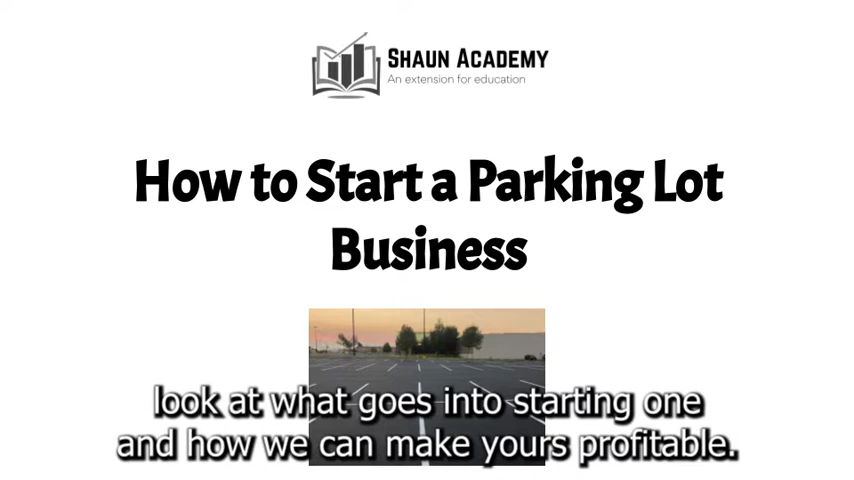 SHAUN ACADEMY
An extension for education
How to Start a Parking Lot
Business
look at what goes into starting one
and how we can make yours profitable.